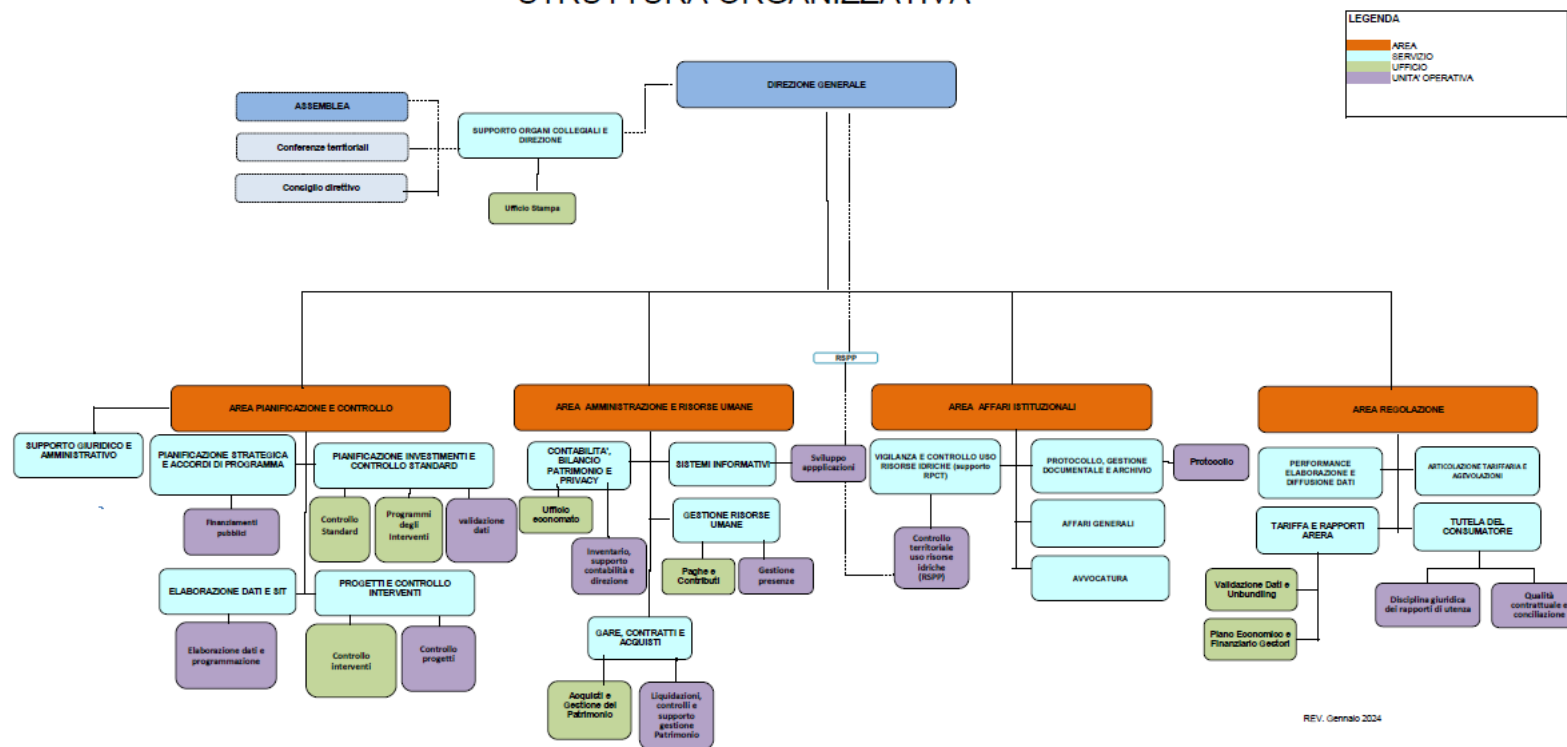 STRUTTURA ORGANIZZATIVA
LEGENDA
AREA
SERVIZIO
UFFICIO
UNITA' OPERATIVA
DIREZIONE GENERALE
ASSEMBLEA
Conferenze territoriali
Consiglio direttivo
SUPPORTO ORGANI COLLEGIALI E
DIREZIONE
Ufficio Stampa
RSPP
AREA PIANIFICAZIONE E CONTROLLO
SUPPORTO GIURIDICO E
AMMINISTRATIVO
PIANIFICAZIONE STRATEGICA
E ACCORDI DI PROGRAMMA
Finanziamenti
pubblici
PIANIFICAZIONE INVESTIMENTI E
CONTROLLO STANDARD
Controllo
Standard
Programmi
degli
Interventi
validazione
dati
ELABORAZIONE DATI E SIT
Elaborazione dati e
programmazione
PROGETTI E CONTROLLO
INTERVENTI
Controllo
interventi
Controllo
progetti
AREA AMMINISTRAZIONE E RISORSE UMANE
CONTABILITA',
BILANCIO
PATRIMONIO E
PRIVACY
Ufficio
economato
Inventario,
supporto
contabilità e
direzione
SISTEMI INFORMATIVI
Sviluppo
appplicazioni
GESTIONE RISORSE
UMANE
Paghe e
Contributi
Gestione
presenze
GARE, CONTRATTI E
ACQUISTI
Acquisti e
Gestione del
Patrimonio
Liquidazioni,
controlli e
supporto
gestione
Patrimonio
AREA AFFARI ISTITUZIONALI
VIGILANZA E CONTROLLO USO
RISORSE IDRICHE (supporto
RPCT)
Controllo
territoriale
uso risorse
idriche
(RSPP)
PROTOCOLLO, GESTIONE
DOCUMENTALE E ARCHIVIO
Protocollo
AFFARI GENERALI
AVVOCATURA
AREA REGOLAZIONE
PERFORMANCE
ELABORAZIONE E
DIFFUSIONE DATI
ARTICOLAZIONE TARIFFARIA E
AGEVOLAZIONI
TARIFFA E RAPPORTI
ARERA
Validazione Dati e
Unbundling
Piano Economico e
Finanziario Gestori
TUTELA DEL
CONSUMATORE
Disciplina giuridica
dei rapporti di utenza
Qualità
contrattuale e
conciliazione
REV. Gennaio 2024